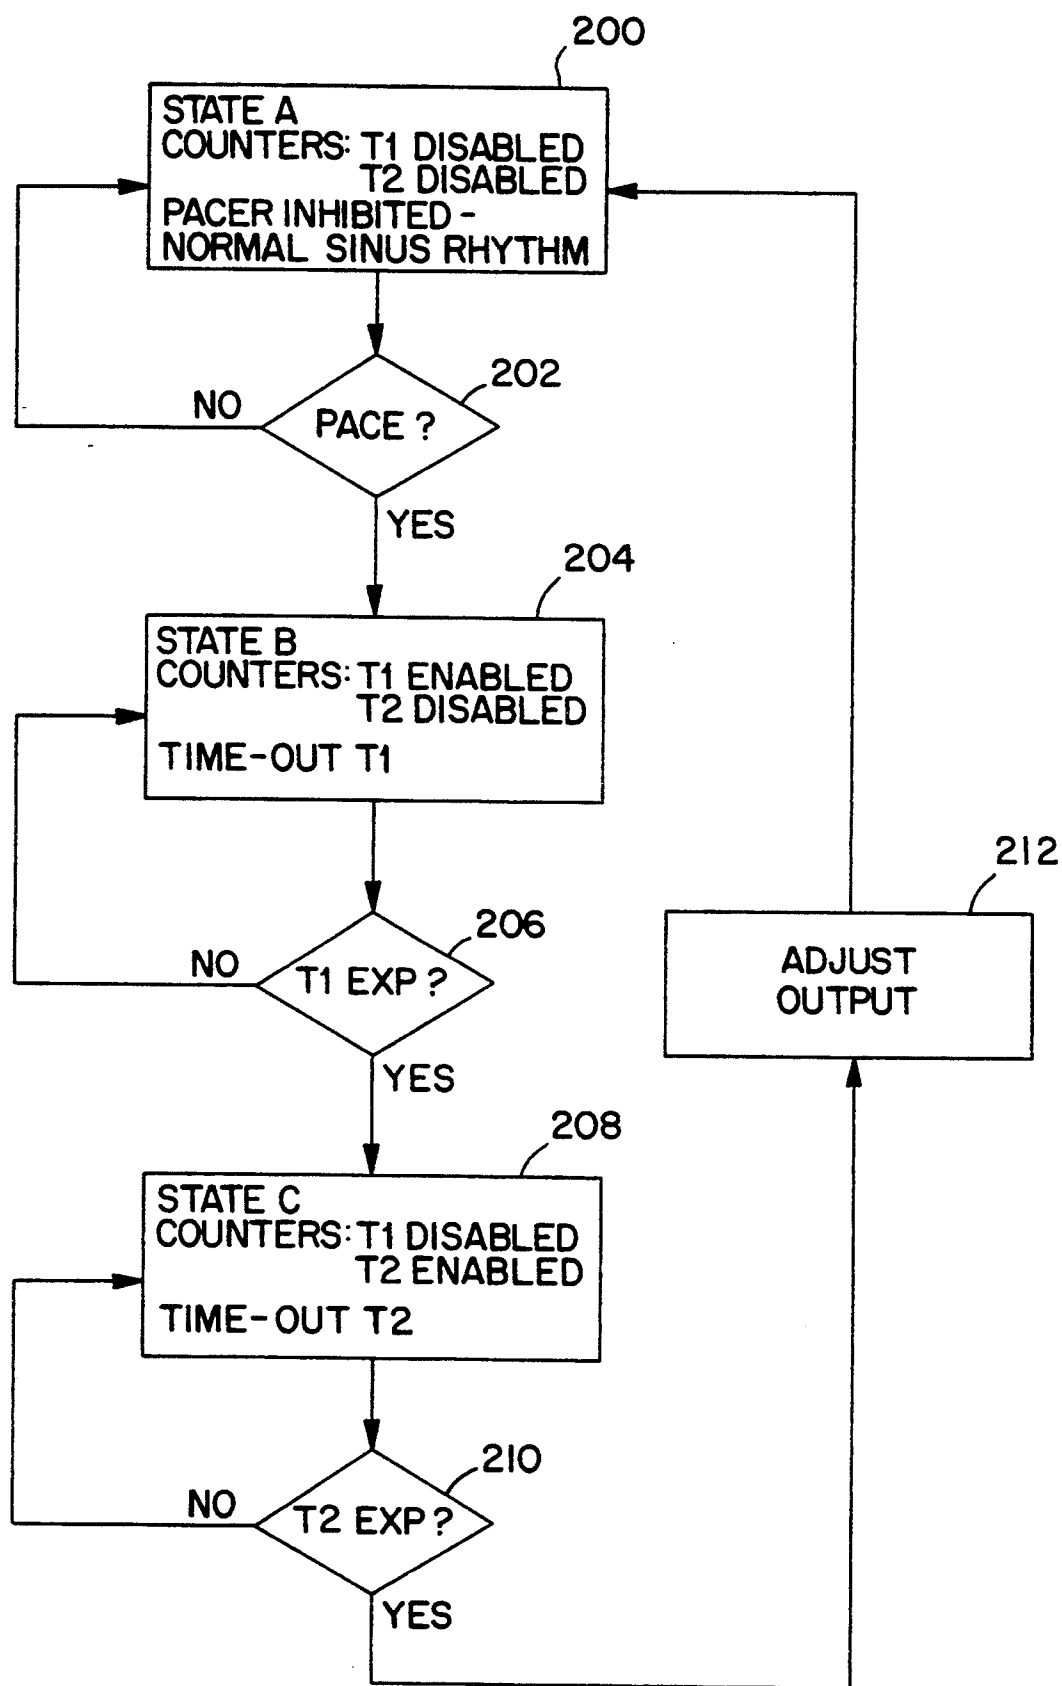 200
STATE A
COUNTERS: T1 DISABLED
T2 DISABLED
PACER INHIBITED -
NORMAL SINUS RHYTHM
202
PACE ?
NO
YES
204
STATE B
COUNTERS: T1 ENABLED
T2 DISABLED
TIME-OUT T1
206
T1 EXP ?
NO
YES
212
ADJUST
OUTPUT
208
STATE C
COUNTERS: T1 DISABLED
T2 ENABLED
TIME-OUT T2
210
T2 EXP ?
NO
YES